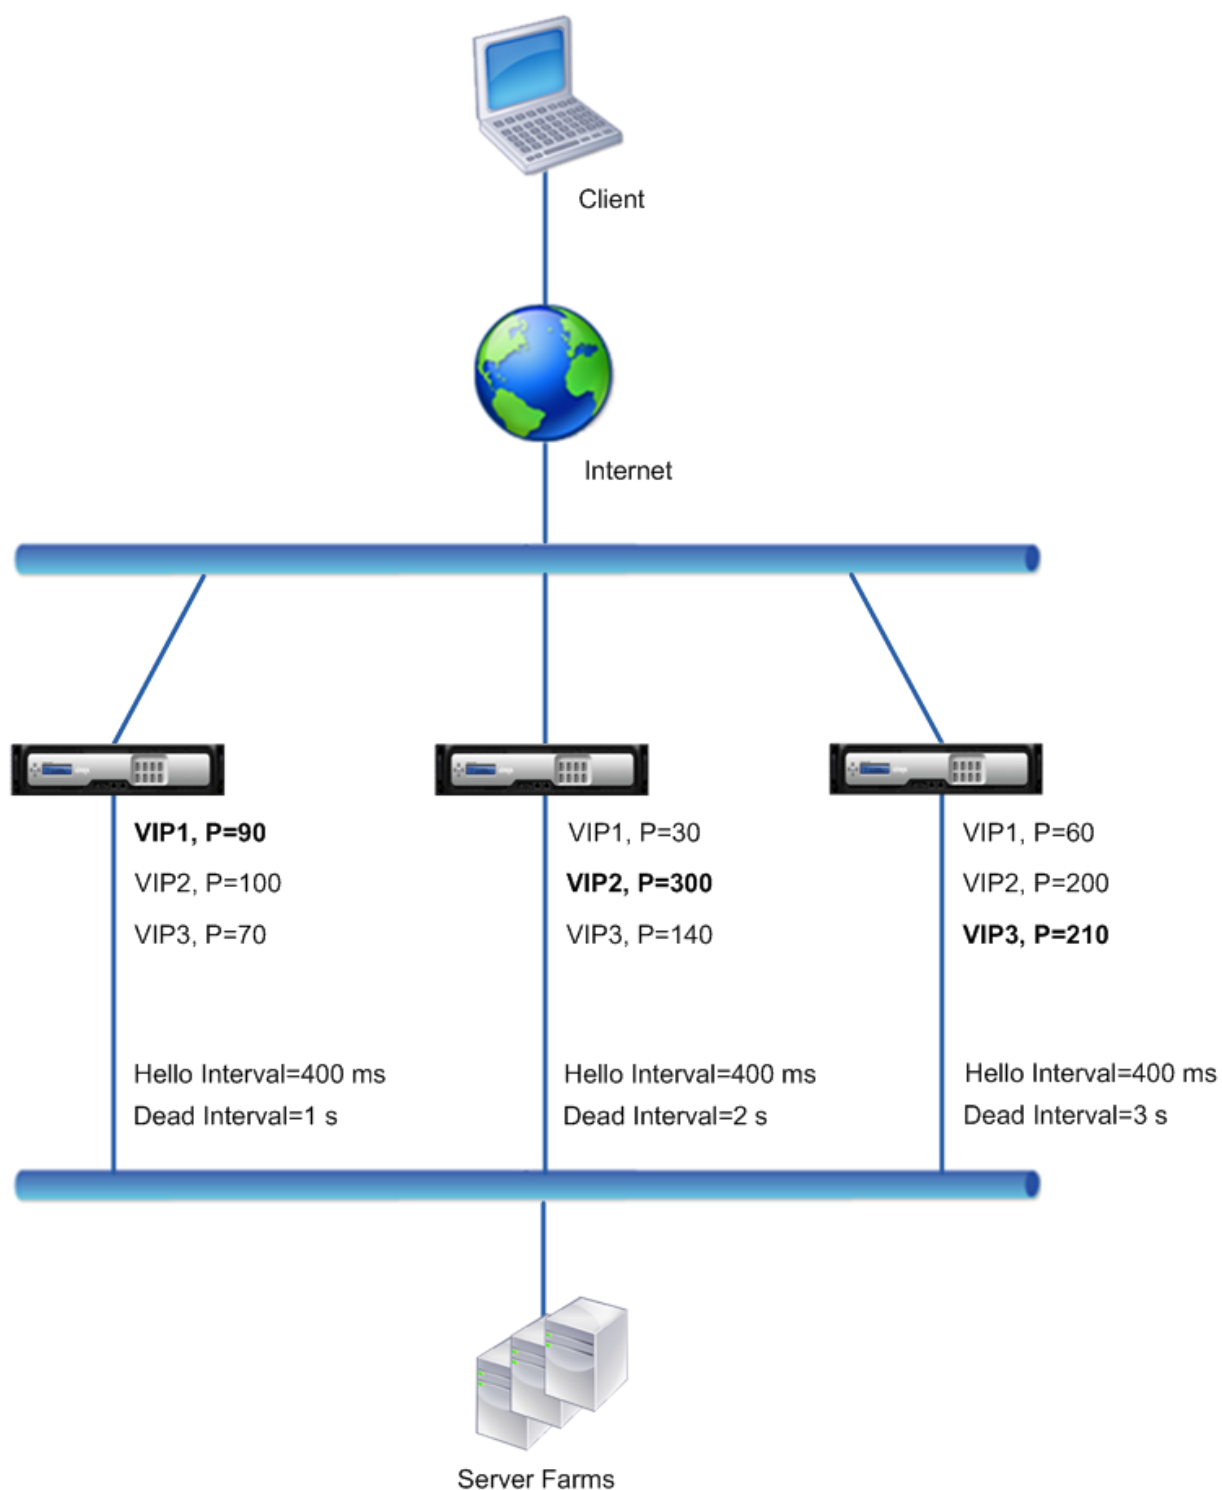 Client
Internet
VIP1, P=90
VIP2, P=100
VIP3, P=70
Hello Interval=400 ms
Dead Interval=1 s
VIP1, P=30
VIP2, P=300
VIP3, P=140
Hello Interval=400 ms
Dead Interval=2 s
VIP1, P=60
VIP2, P=200
VIP3, P=210
Hello Interval=400 ms
Dead Interval=3 s
Server Farms